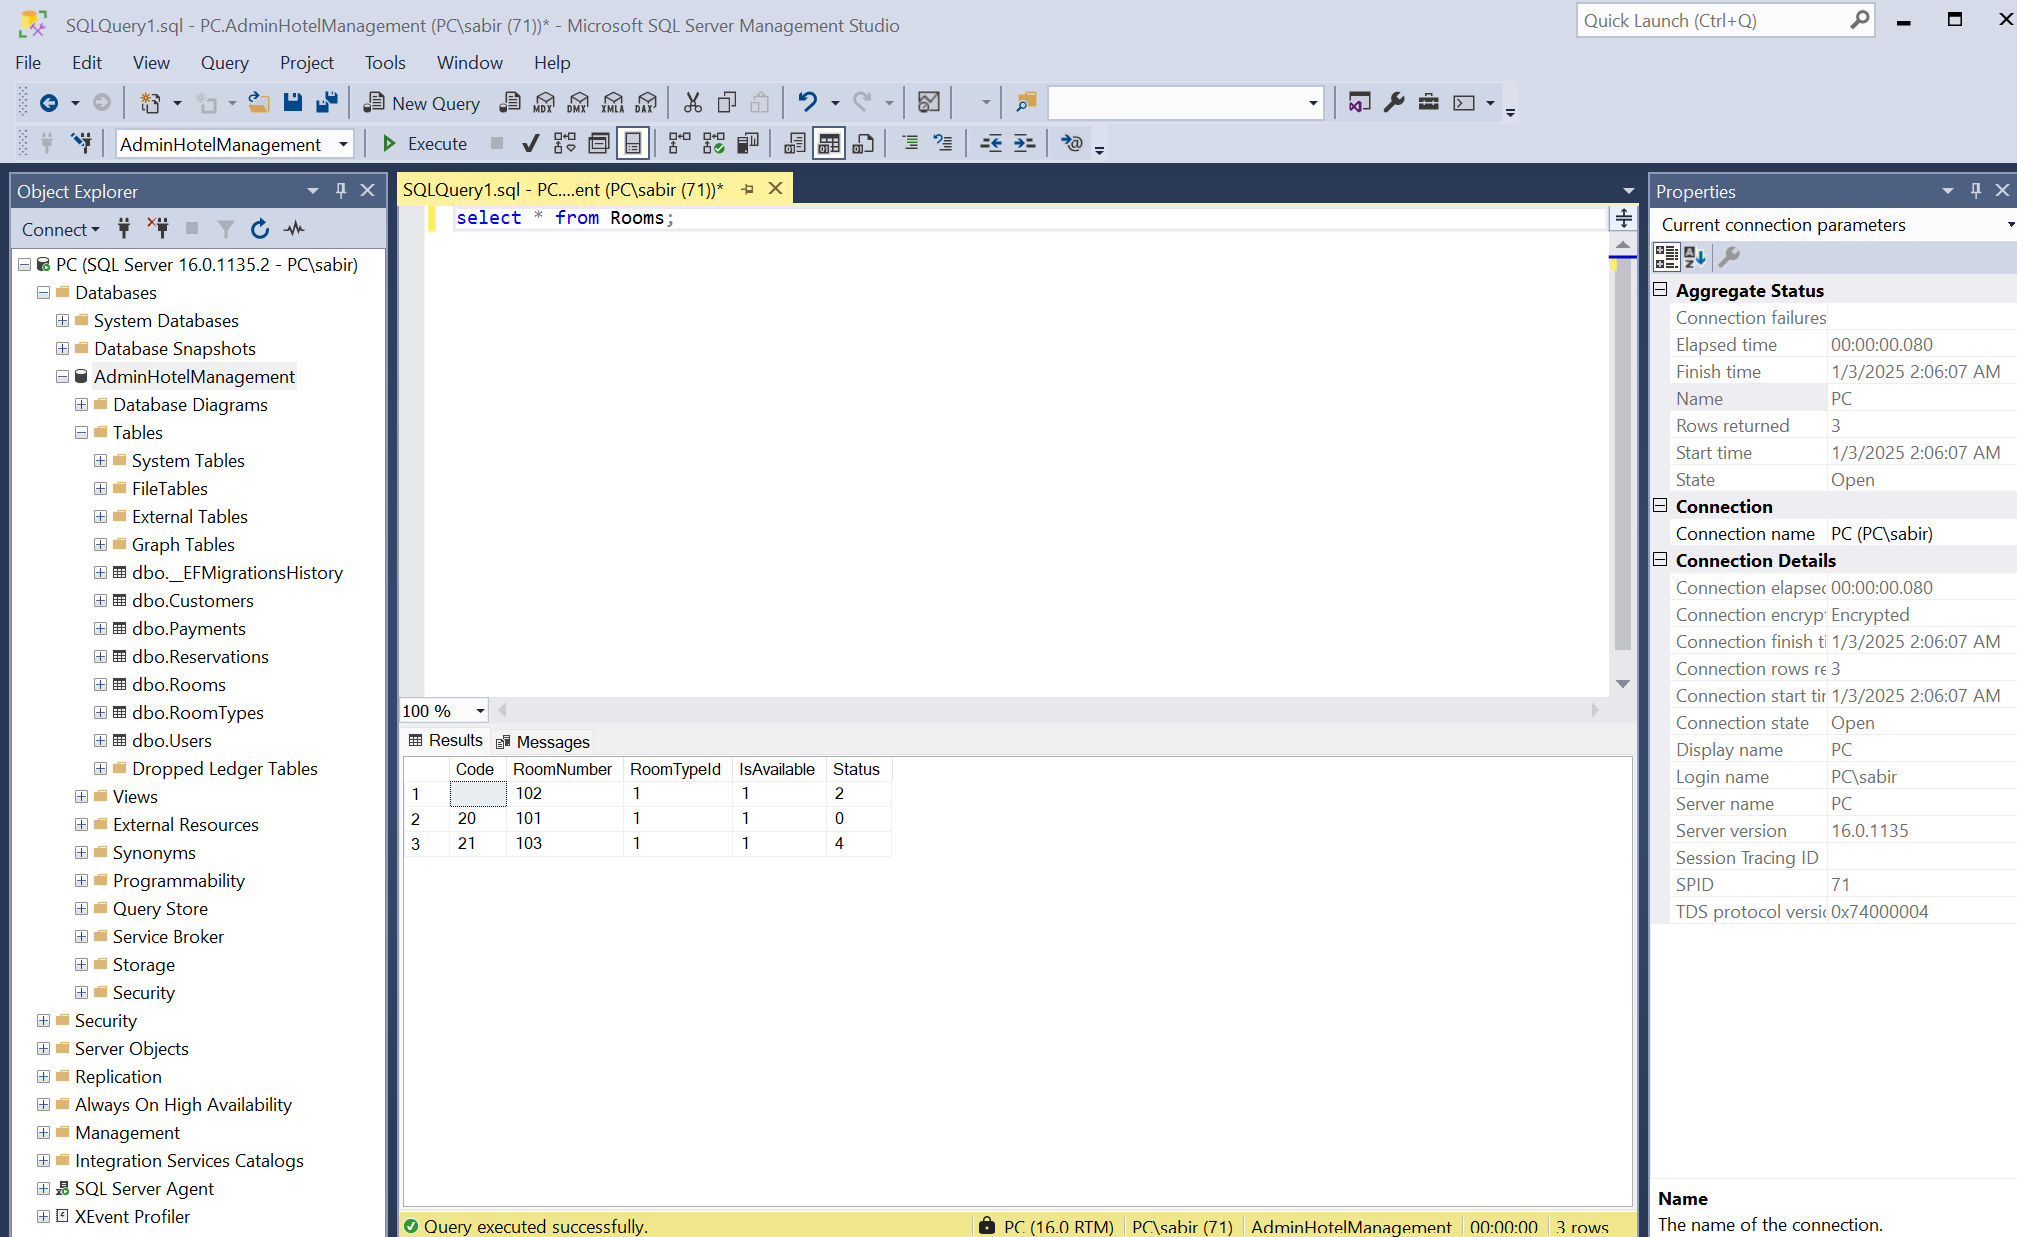 SQLQuery1.sql - PC.AdminHotelManagement (PC\sabir (71))* - Microsoft SQL Server Management Studio
Quick Launch (Ctrl+Q)
File Edit View Query Project Tools Window Help
New Query MDX DMX XMLA DAX
AdminHotelManagement Execute
Object Explorer
Connect
PC (SQL Server 16.0.1135.2 - PC\sabir)
Databases
System Databases
Database Snapshots
AdminHotelManagement
Database Diagrams
Tables
System Tables
FileTables
External Tables
Graph Tables
dbo.__EFMigrationsHistory
dbo.Customers
dbo.Payments
dbo.Reservations
dbo.Rooms
dbo.RoomTypes
dbo.Users
Dropped Ledger Tables
Views
External Resources
Synonyms
Programmability
Query Store
Service Broker
Storage
Security
Security
Server Objects
Replication
Always On High Availability
Management
Integration Services Catalogs
SQL Server Agent
XEvent Profiler
SQLQuery1.sql - PC....ent (PC\sabir (71))*
select * from Rooms;
100 %
Results Messages
Code RoomNumber RoomTypeId IsAvailable Status
1 102 1 1 2
2 20 101 1 1 0
3 21 103 1 1 4
Query executed successfully. PC (16.0 RTM) PC\sabir (71) AdminHotelManagement 00:00:00 3 rows
Properties
Current connection parameters
Aggregate Status
Connection failures
Elapsed time 00:00:00.080
Finish time 1/3/2025 2:06:07 AM
Name PC
Rows returned 3
Start time 1/3/2025 2:06:07 AM
State Open
Connection
Connection name PC (PC\sabir)
Connection Details
Connection elapsed 00:00:00.080
Connection encryp Encrypted
Connection finish ti 1/3/2025 2:06:07 AM
Connection rows re 3
Connection start tir 1/3/2025 2:06:07 AM
Connection state Open
Display name PC
Login name PC\sabir
Server name PC
Server version 16.0.1135
Session Tracing ID
SPID 71
TDS protocol versic 0x74000004
Name
The name of the connection.